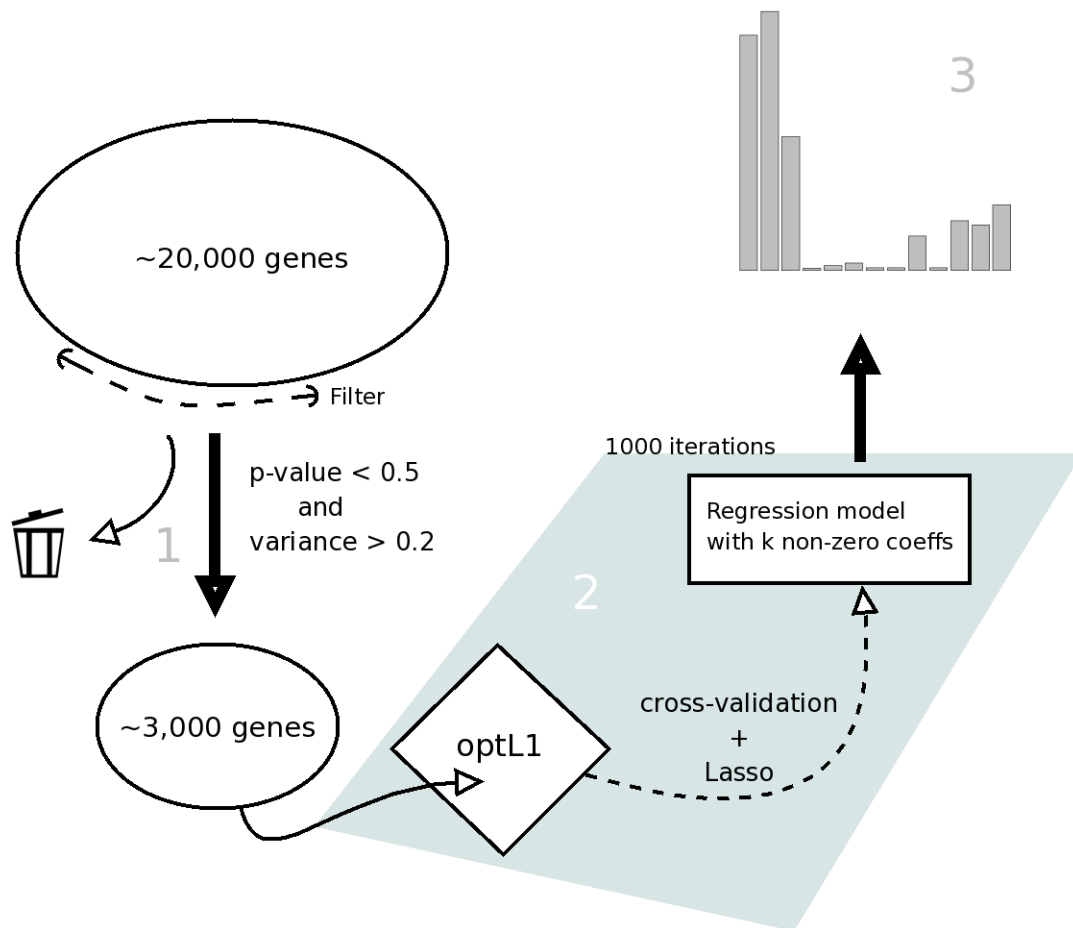 3
~20,000 genes
Filter
p-value < 0.5
and
variance > 0.2
1
1000 iterations
Regression model
with k non-zero coeffs
2
~3,000 genes
optL1
cross-validation
+
Lasso